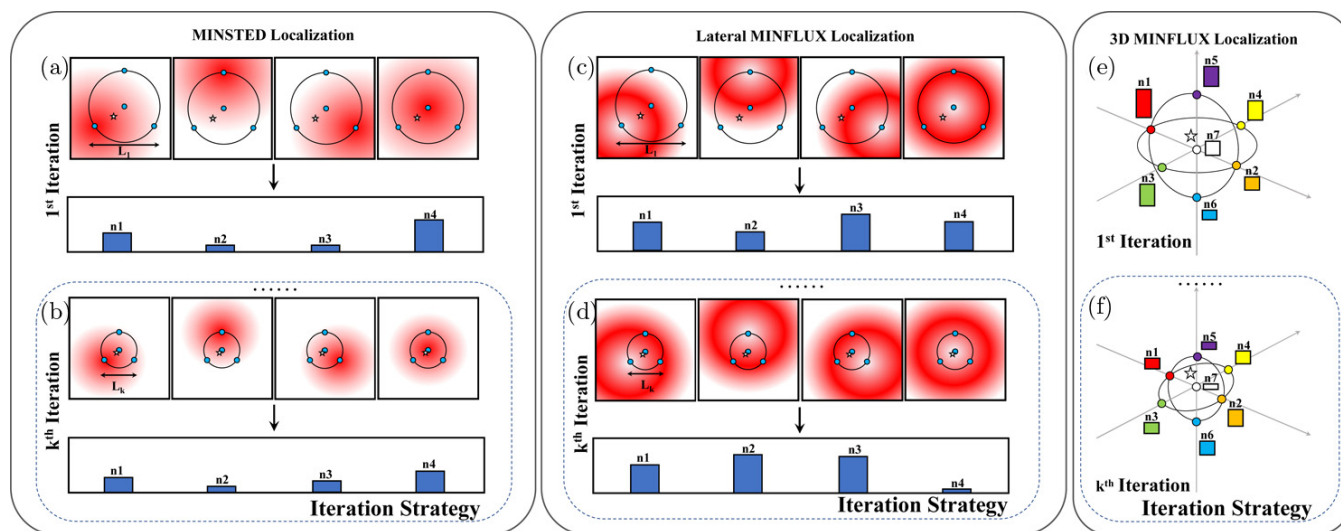 MINSTED Localization
(a)
1st Iteration
L1
n1
n2
n3
n4
......
(b)
kth Iteration
Lk
n1
n2
n3
n4
Iteration Strategy
Lateral MINFLUX Localization
(c)
1st Iteration
L1
n1
n2
n3
n4
......
(d)
kth Iteration
Lk
n1
n2
n3
n4
Iteration Strategy
3D MINFLUX Localization
(e)
n5
n1
n4
n7
n3
n2
n6
1st Iteration
......
(f)
n5
n4
n1
n7
n2
n3
n6
kth Iteration
Iteration Strategy